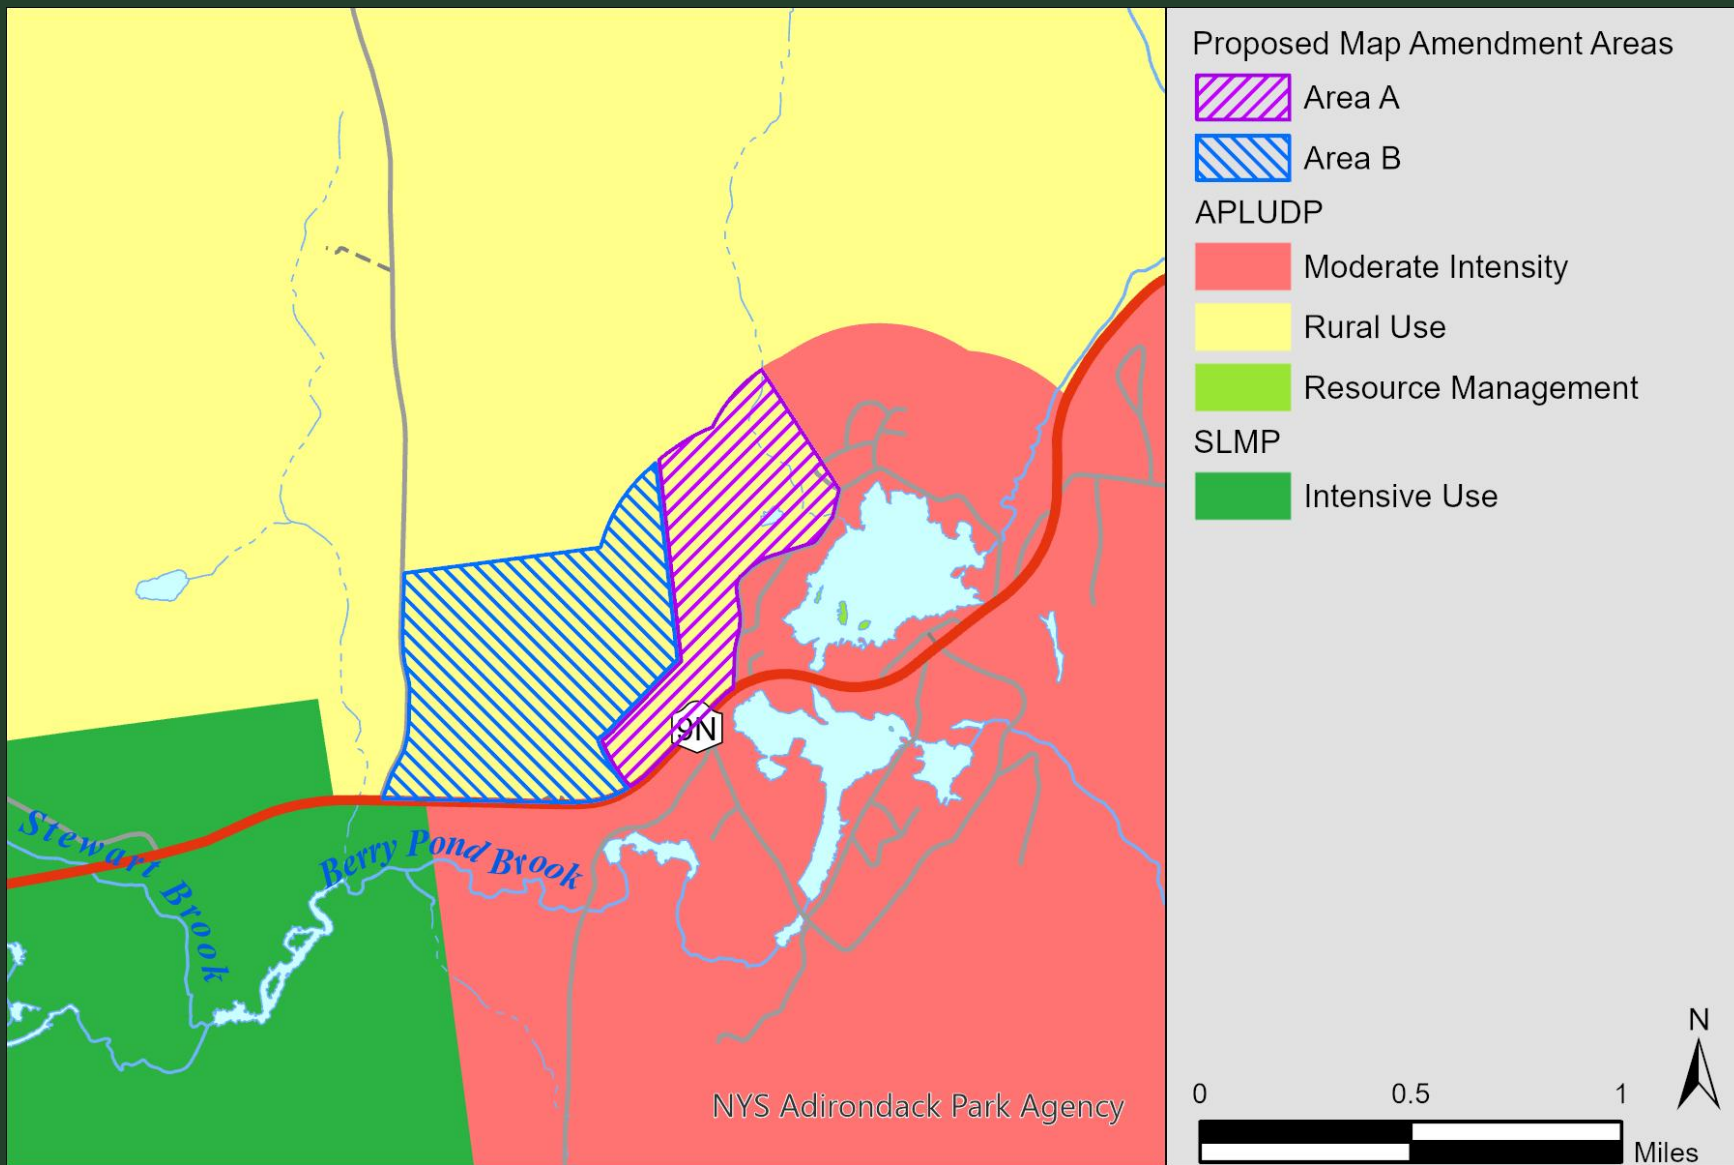 Proposed Map Amendment Areas
Area A
Area B
APLUDP
Moderate Intensity
Rural Use
Resource Management
SLMP
Intensive Use
9N
Stewart Brook
Berry Pond Brook
NYS Adirondack Park Agency
N
0 0.5 1
Miles